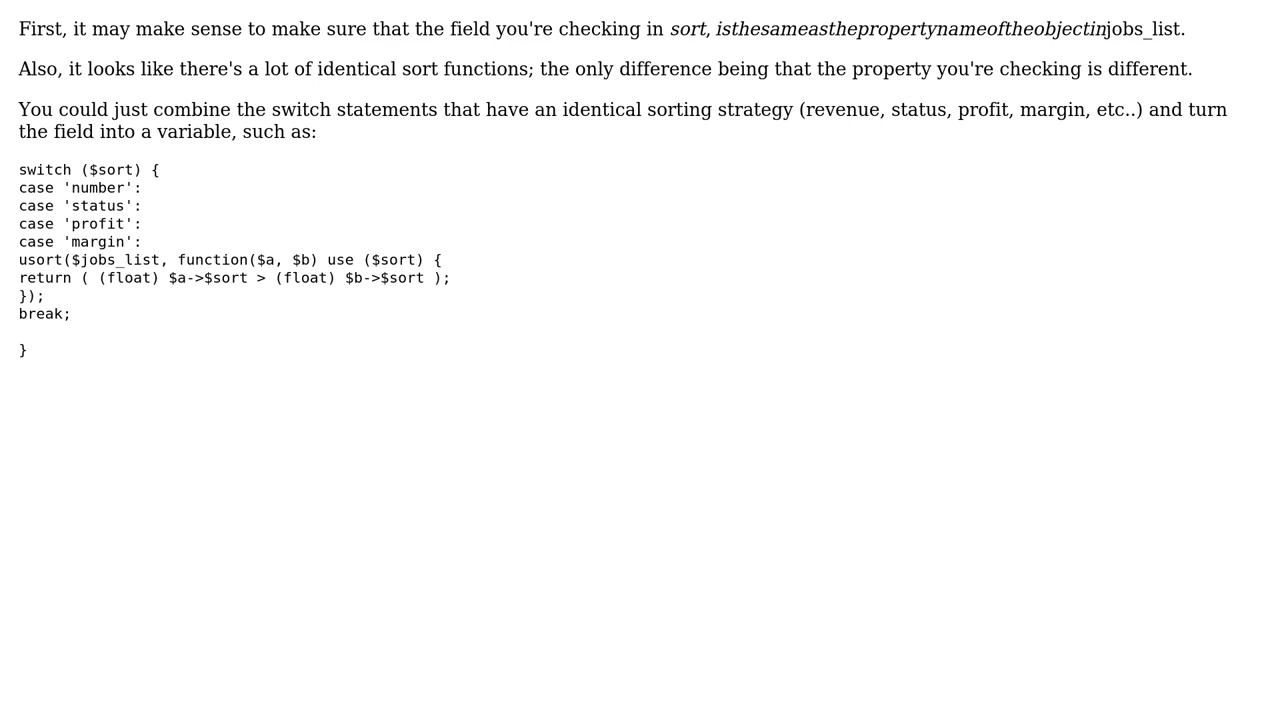 First, it may make sense to make sure that the field you're checking in sort, isthesameasthepropertynameoftheobjectinjobs_list.
Also, it looks like there's a lot of identical sort functions; the only difference being that the property you're checking is different.
You could just combine the switch statements that have an identical sorting strategy (revenue, status, profit, margin, etc..) and turn
the field into a variable, such as:
switch ($sort) {
case 'number':
case 'status':
case 'profit':
case 'margin':
usort($jobs_list, function($a, $b) use ($sort) {
return ( (float) $a->$sort > (float) $b->$sort );
});
break;
}